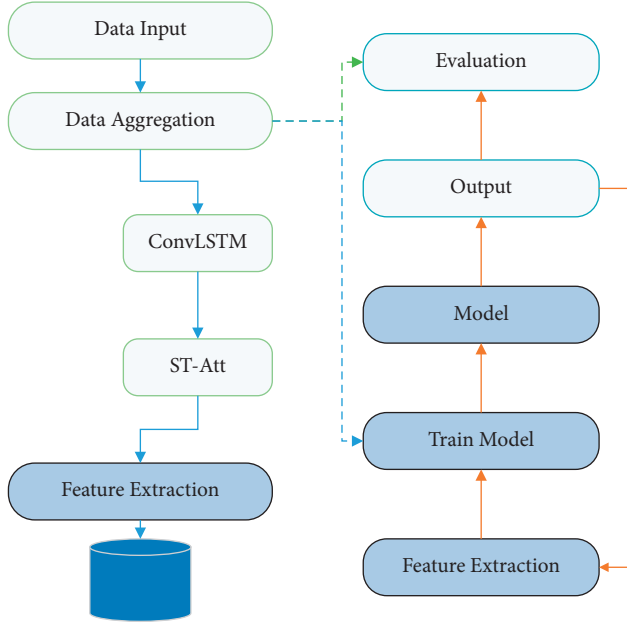 Data Input
Data Aggregation
ConvLSTM
ST-Att
Feature Extraction
Evaluation
Output
Model
Train Model
Feature Extraction